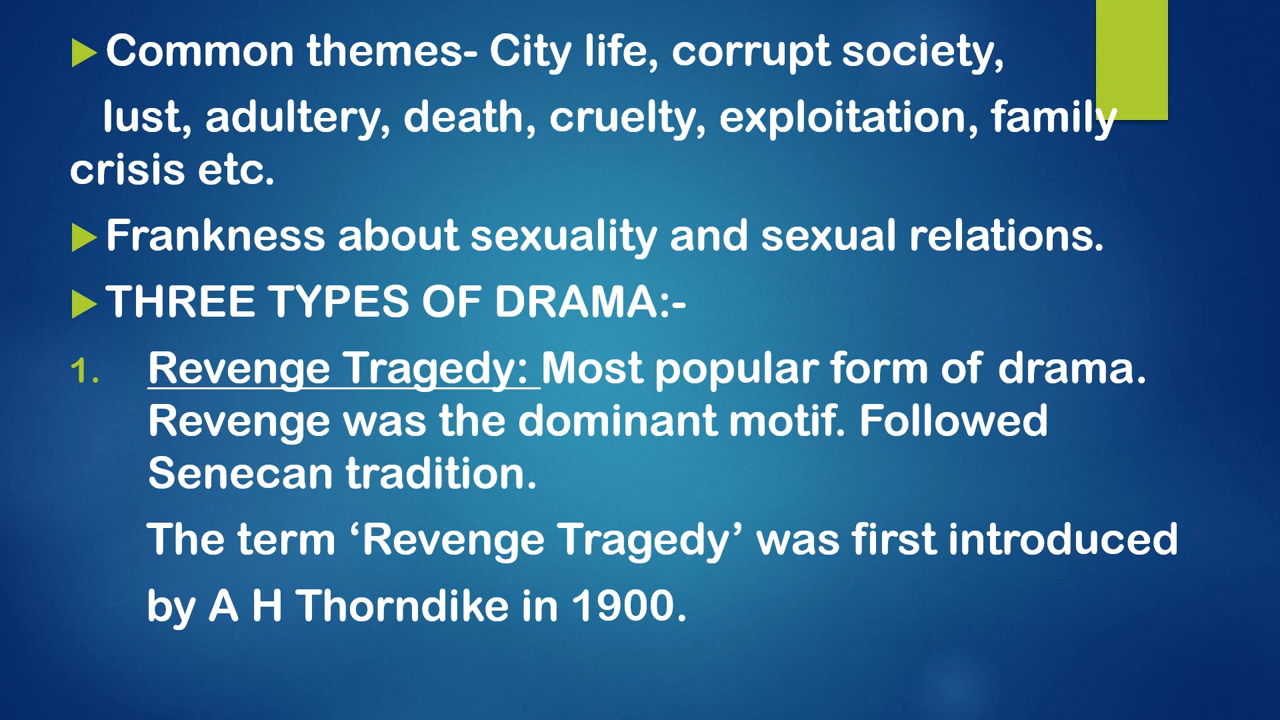 Common themes- City life, corrupt society,
lust, adultery, death, cruelty, exploitation, family
crisis etc.
Frankness about sexuality and sexual relations.
THREE TYPES OF DRAMA:-
1. Revenge Tragedy: Most popular form of drama.
Revenge was the dominant motif. Followed
Senecan tradition.
The term ‘Revenge Tragedy’ was first introduced
by A H Thorndike in 1900.